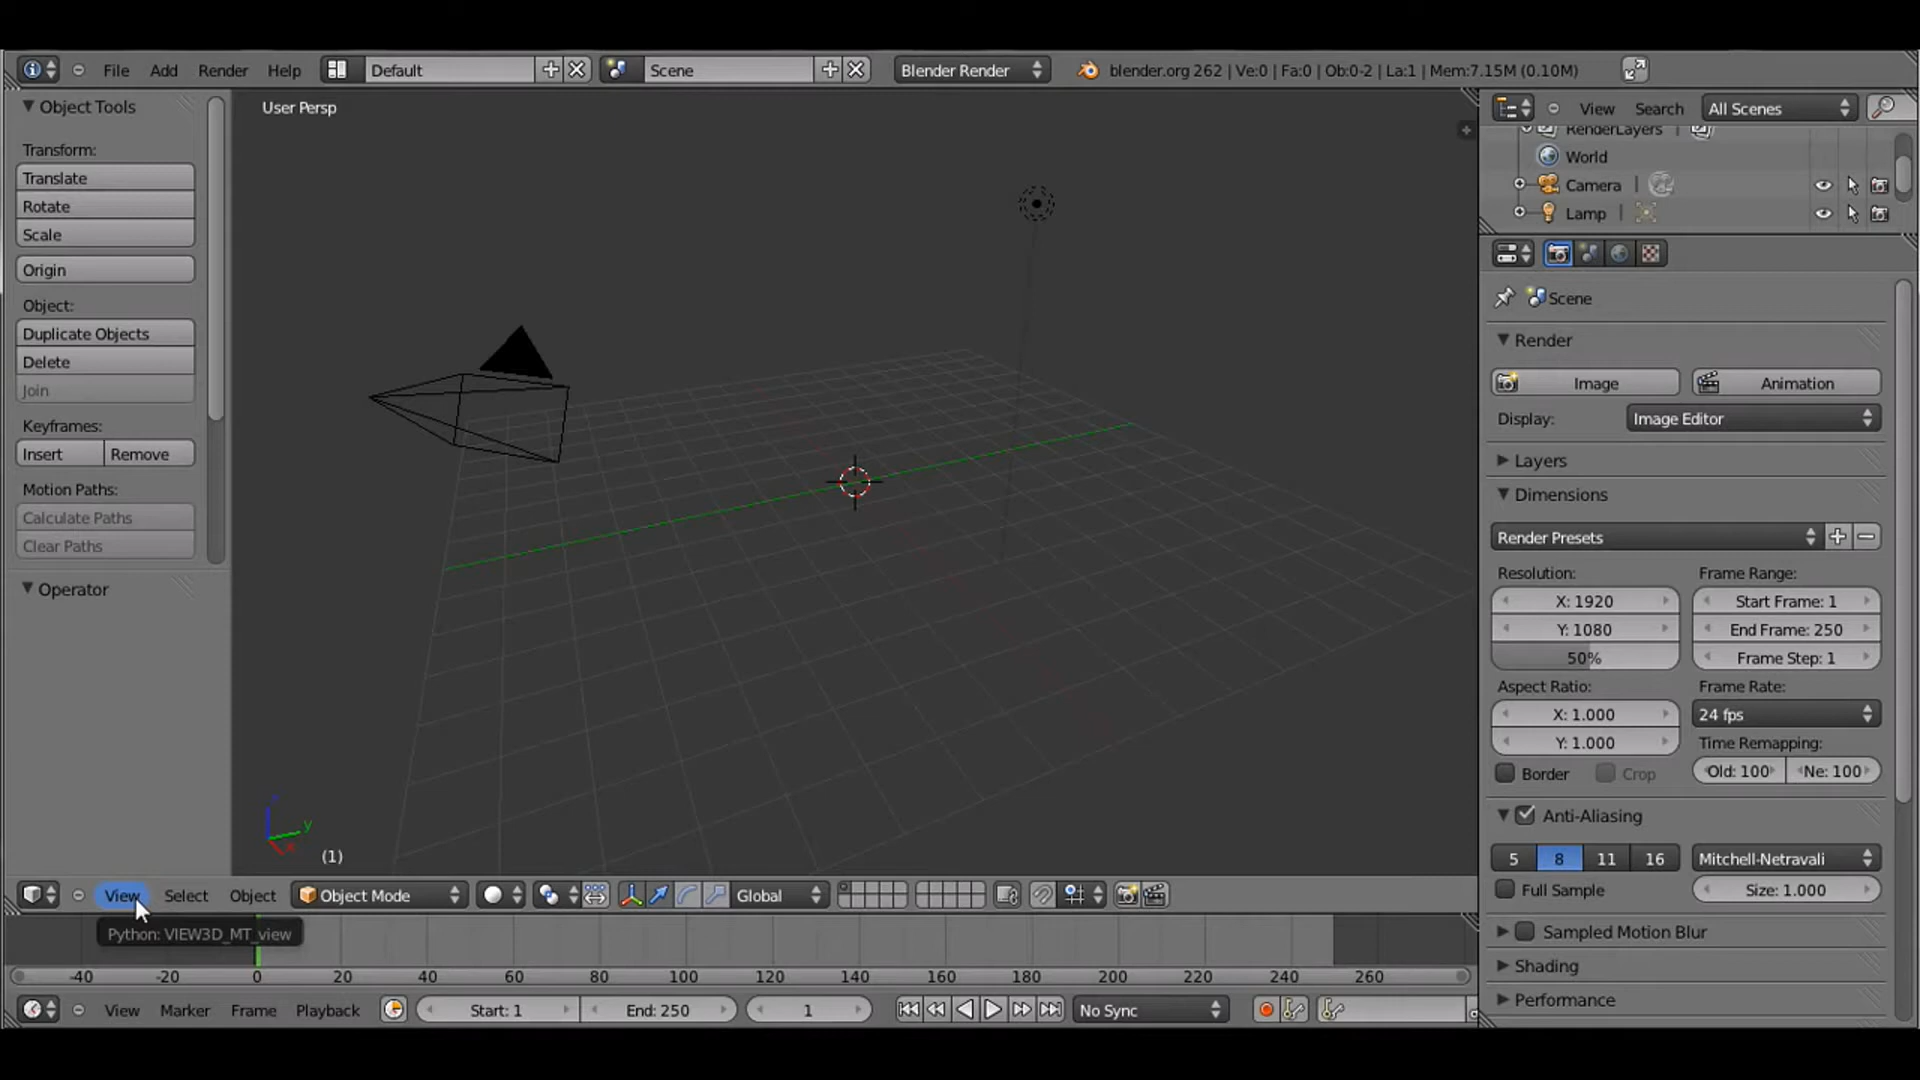 File Add Render Help Default Scene Blender Render blender.org 262 | Ve:0 | Fa:0 | Ob:0-2 | La:1 | Mem:7.15M (0.10M)
Object Tools
Transform:
Translate
Rotate
Scale
Origin
Object:
Duplicate Objects
Delete
Join
Keyframes:
Insert Remove
Motion Paths:
Calculate Paths
Clear Paths
Operator
User Persp
z
y
x
(1)
View Select Object Object Mode Global
Python: VIEW3D_MT_view
-40 -20 0 20 40 60 80 100 120 140 160 180 200 220 240 260
View Marker Frame Playback Start: 1 End: 250 1 No Sync
View Search All Scenes
RenderLayers
World
Camera
Lamp
Scene
Render
Image Animation
Display: Image Editor
Layers
Dimensions
Render Presets
Resolution: Frame Range:
X: 1920 Start Frame: 1
Y: 1080 End Frame: 250
50% Frame Step: 1
Aspect Ratio: Frame Rate:
X: 1.000 24 fps
Y: 1.000 Time Remapping:
Border Crop Old: 100 Ne: 100
Anti-Aliasing
5 8 11 16 Mitchell-Netravali
Full Sample Size: 1.000
Sampled Motion Blur
Shading
Performance